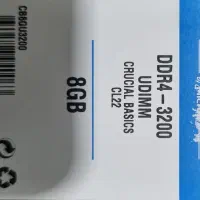 DDR4-3200
UDIMM
CRUCIAL BASICS
CL22
8GB
CB8GU3200